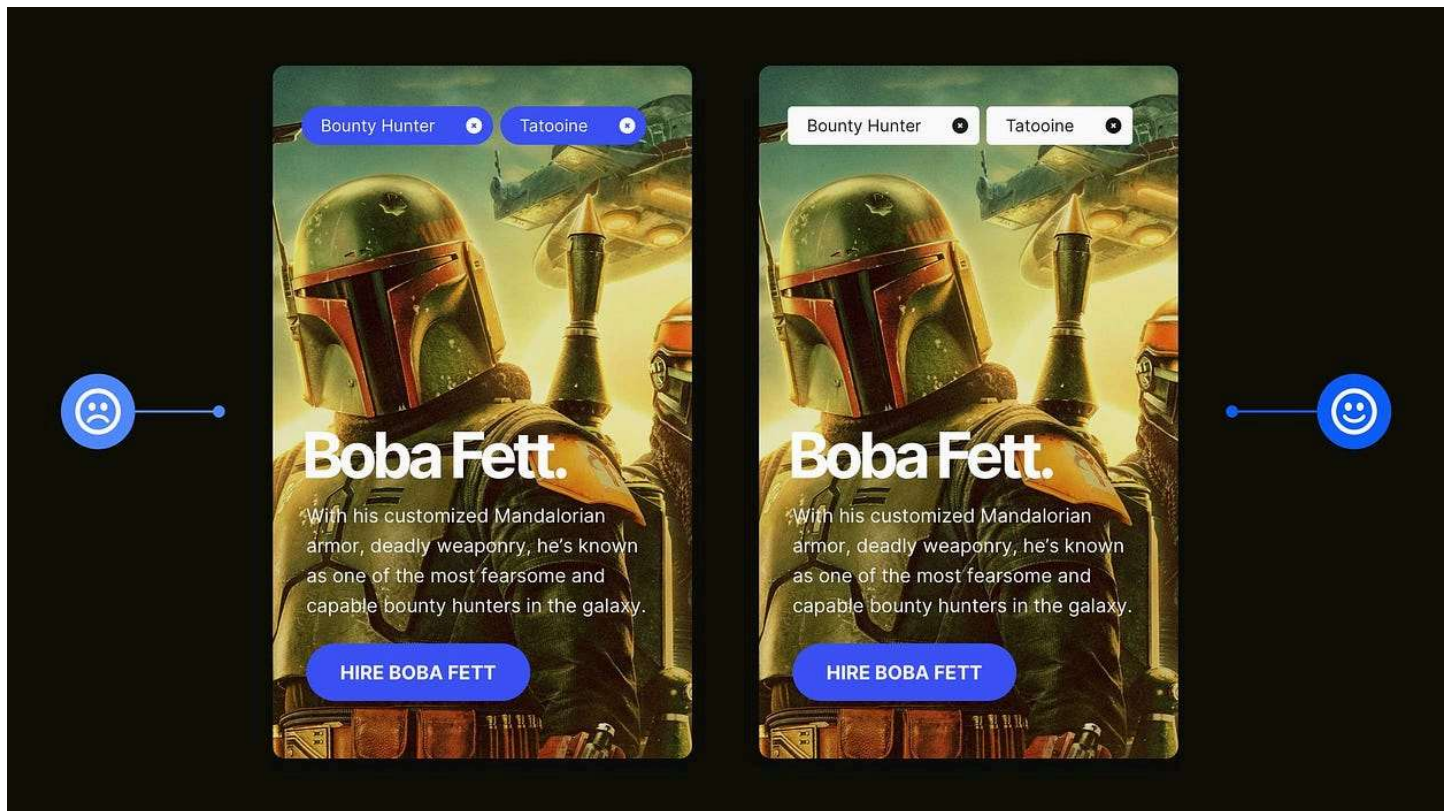 Bounty Hunter
Tatooine
Boba Fett.
With his customized Mandalorian
armor, deadly weaponry, he's known
as one of the most fearsome and
capable bounty hunters in the galaxy.
HIRE BOBA FETT
Bounty Hunter
Tatooine
Boba Fett.
With his customized Mandalorian
armor, deadly weaponry, he's known
as one of the most fearsome and
capable bounty hunters in the galaxy.
HIRE BOBA FETT